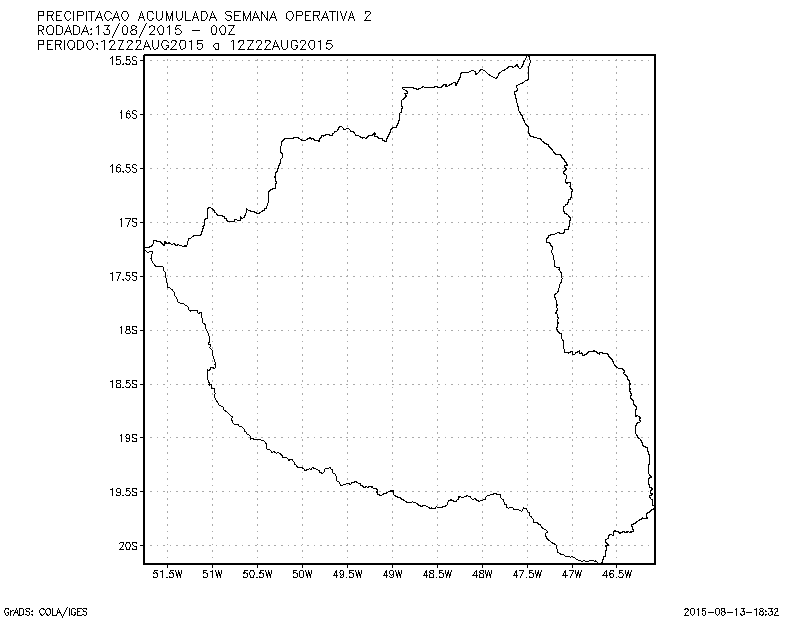 PRECIPITACAO ACUMULADA SEMANA OPERATIVA 2
RODADA:13/08/2015 - 00Z
PERIODO:12Z22AUG2015 a 12Z22AUG2015
15.5S
16S
16.5S
17S
17.5S
18S
18.5S
19S
19.5S
20S
51.5W 51W 50.5W 50W 49.5W 49W 48.5W 48W 47.5W 47W 46.5W
GrADS: COLA/IGES 2015-08-13-18:32